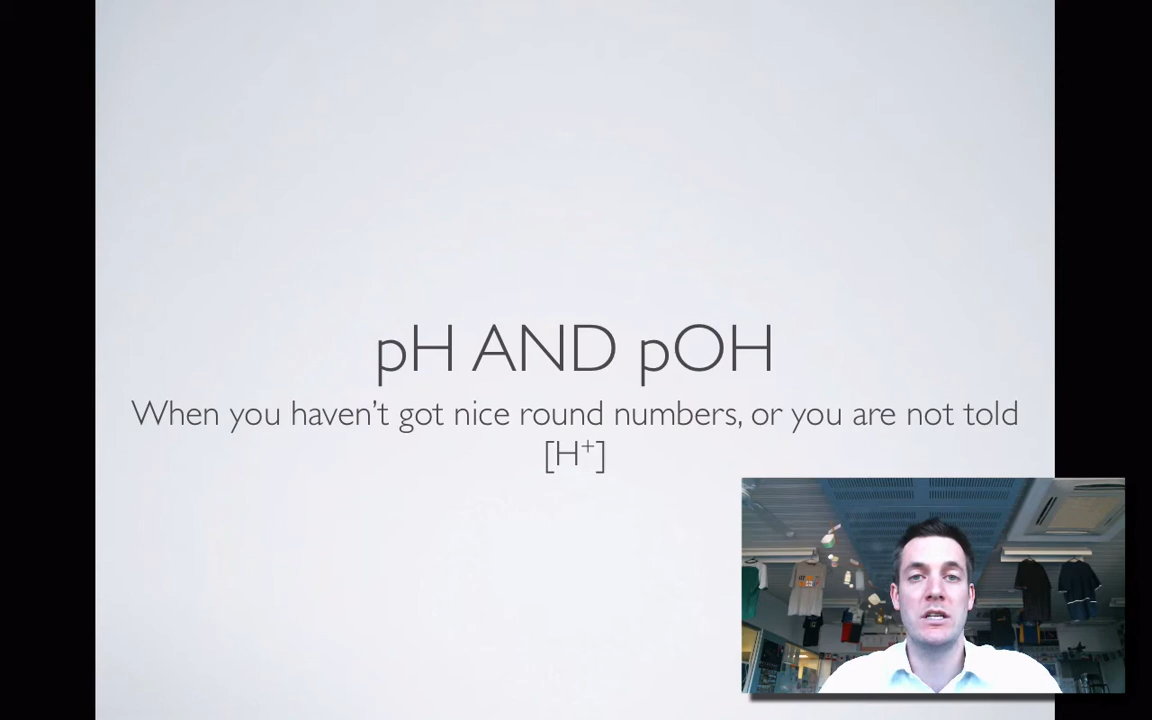 pH AND pOH
When you haven’t got nice round numbers, or you are not told
[H⁺]